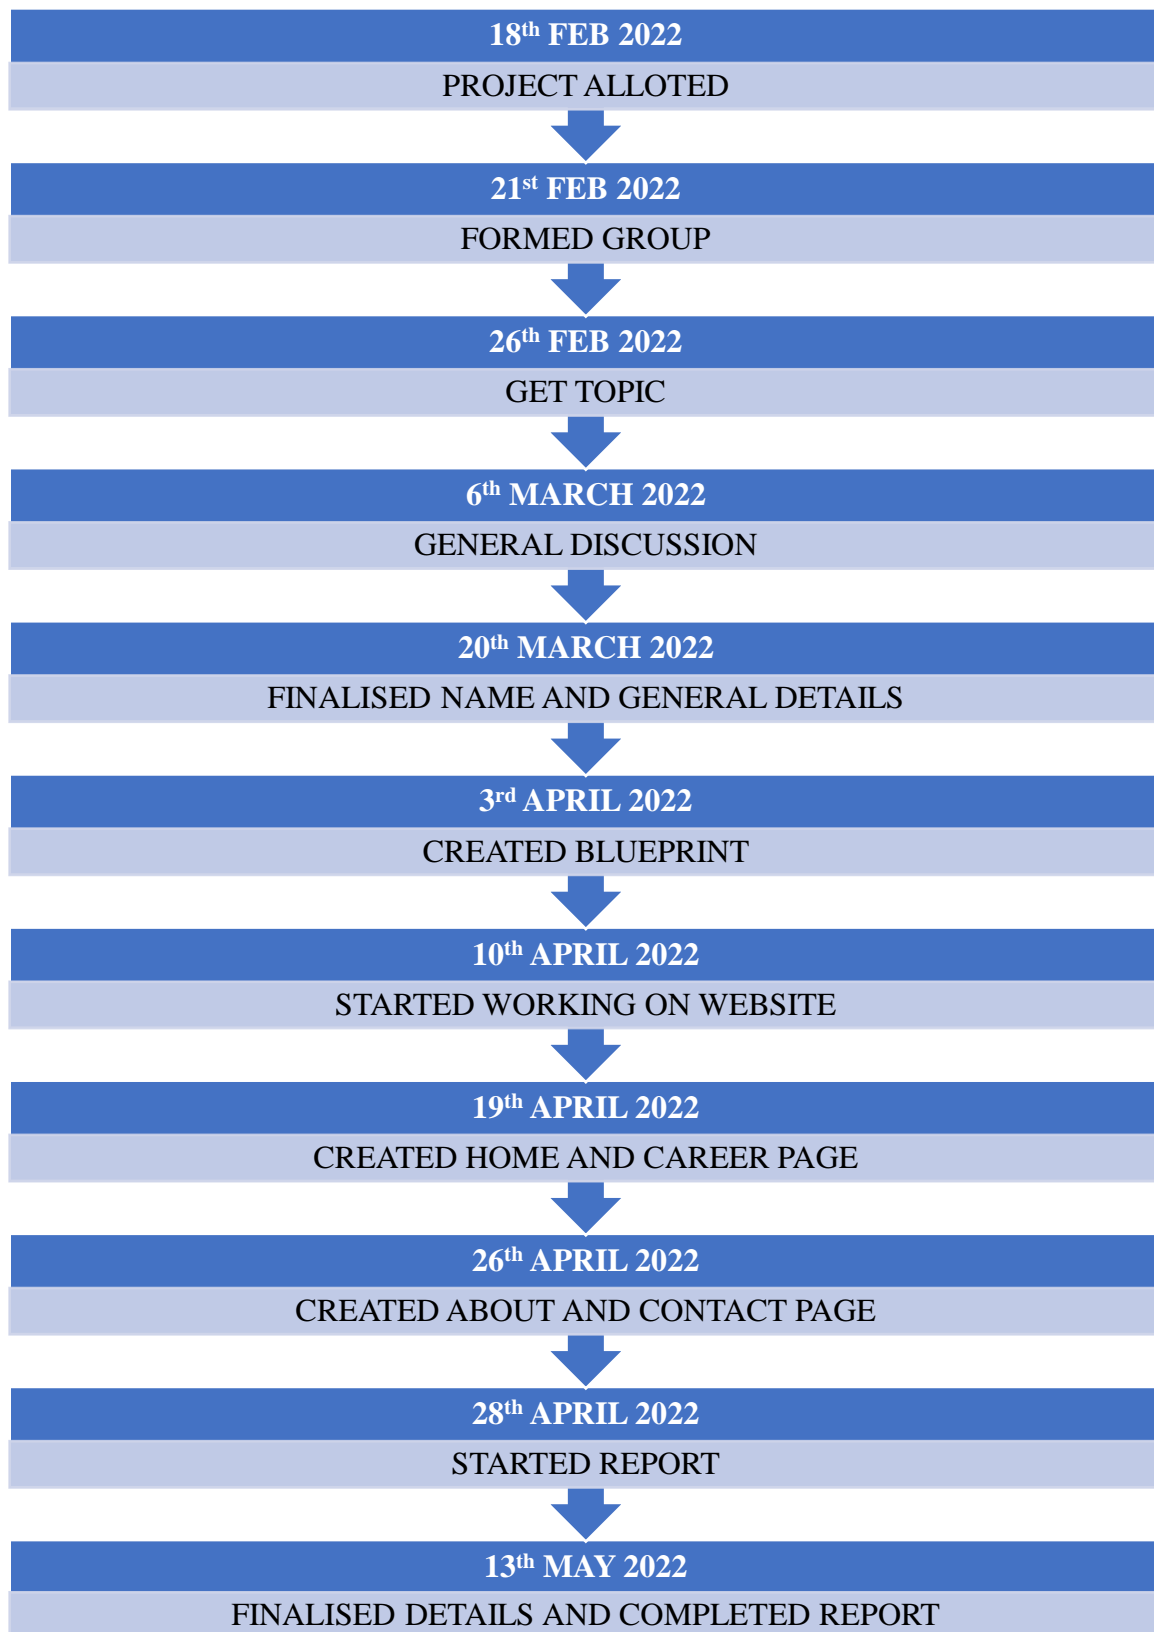 18th FEB 2022
PROJECT ALLOTED
21st FEB 2022
FORMED GROUP
26th FEB 2022
GET TOPIC
6th MARCH 2022
GENERAL DISCUSSION
20th MARCH 2022
FINALISED NAME AND GENERAL DETAILS
3rd APRIL 2022
CREATED BLUEPRINT
10th APRIL 2022
STARTED WORKING ON WEBSITE
19th APRIL 2022
CREATED HOME AND CAREER PAGE
26th APRIL 2022
CREATED ABOUT AND CONTACT PAGE
28th APRIL 2022
STARTED REPORT
13th MAY 2022
FINALISED DETAILS AND COMPLETED REPORT